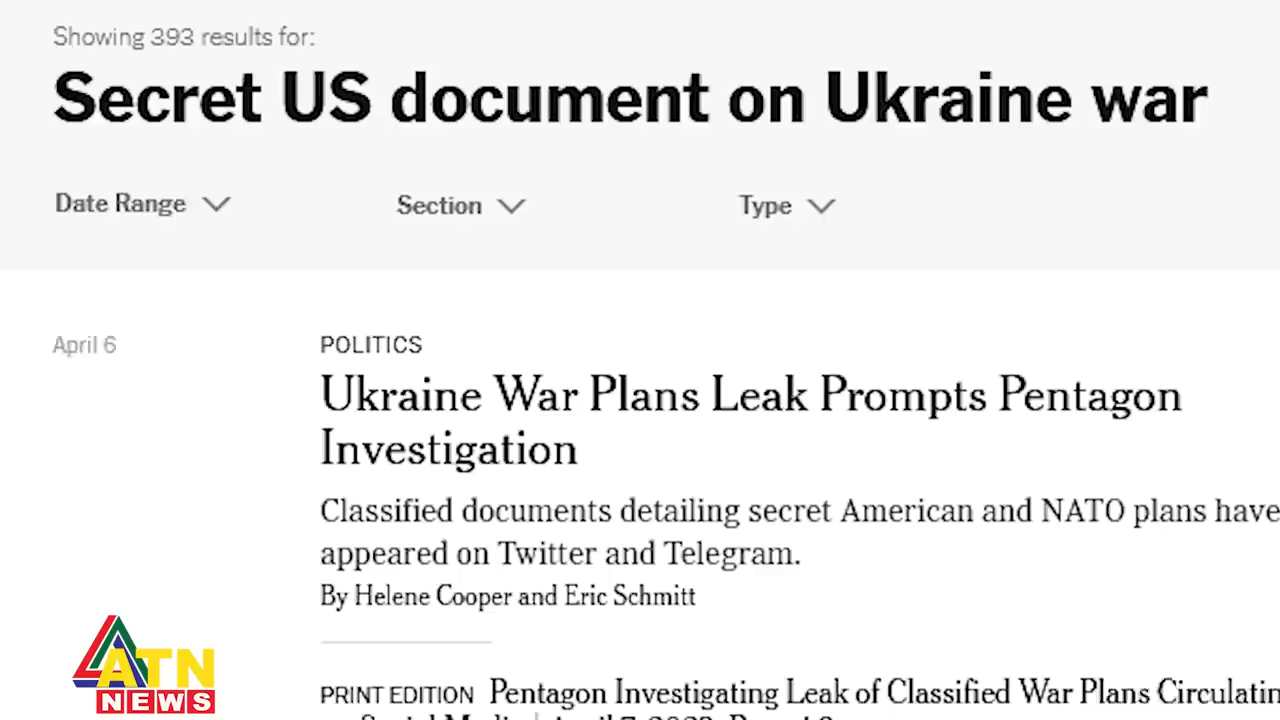 Showing 393 results for:
Secret US document on Ukraine war
Date Range
Section
Type
April 6
POLITICS
Ukraine War Plans Leak Prompts Pentagon
Investigation
Classified documents detailing secret American and NATO plans have
appeared on Twitter and Telegram.
By Helene Cooper and Eric Schmitt
PRINT EDITION Pentagon Investigating Leak of Classified War Plans Circulatin
ATN
NEWS